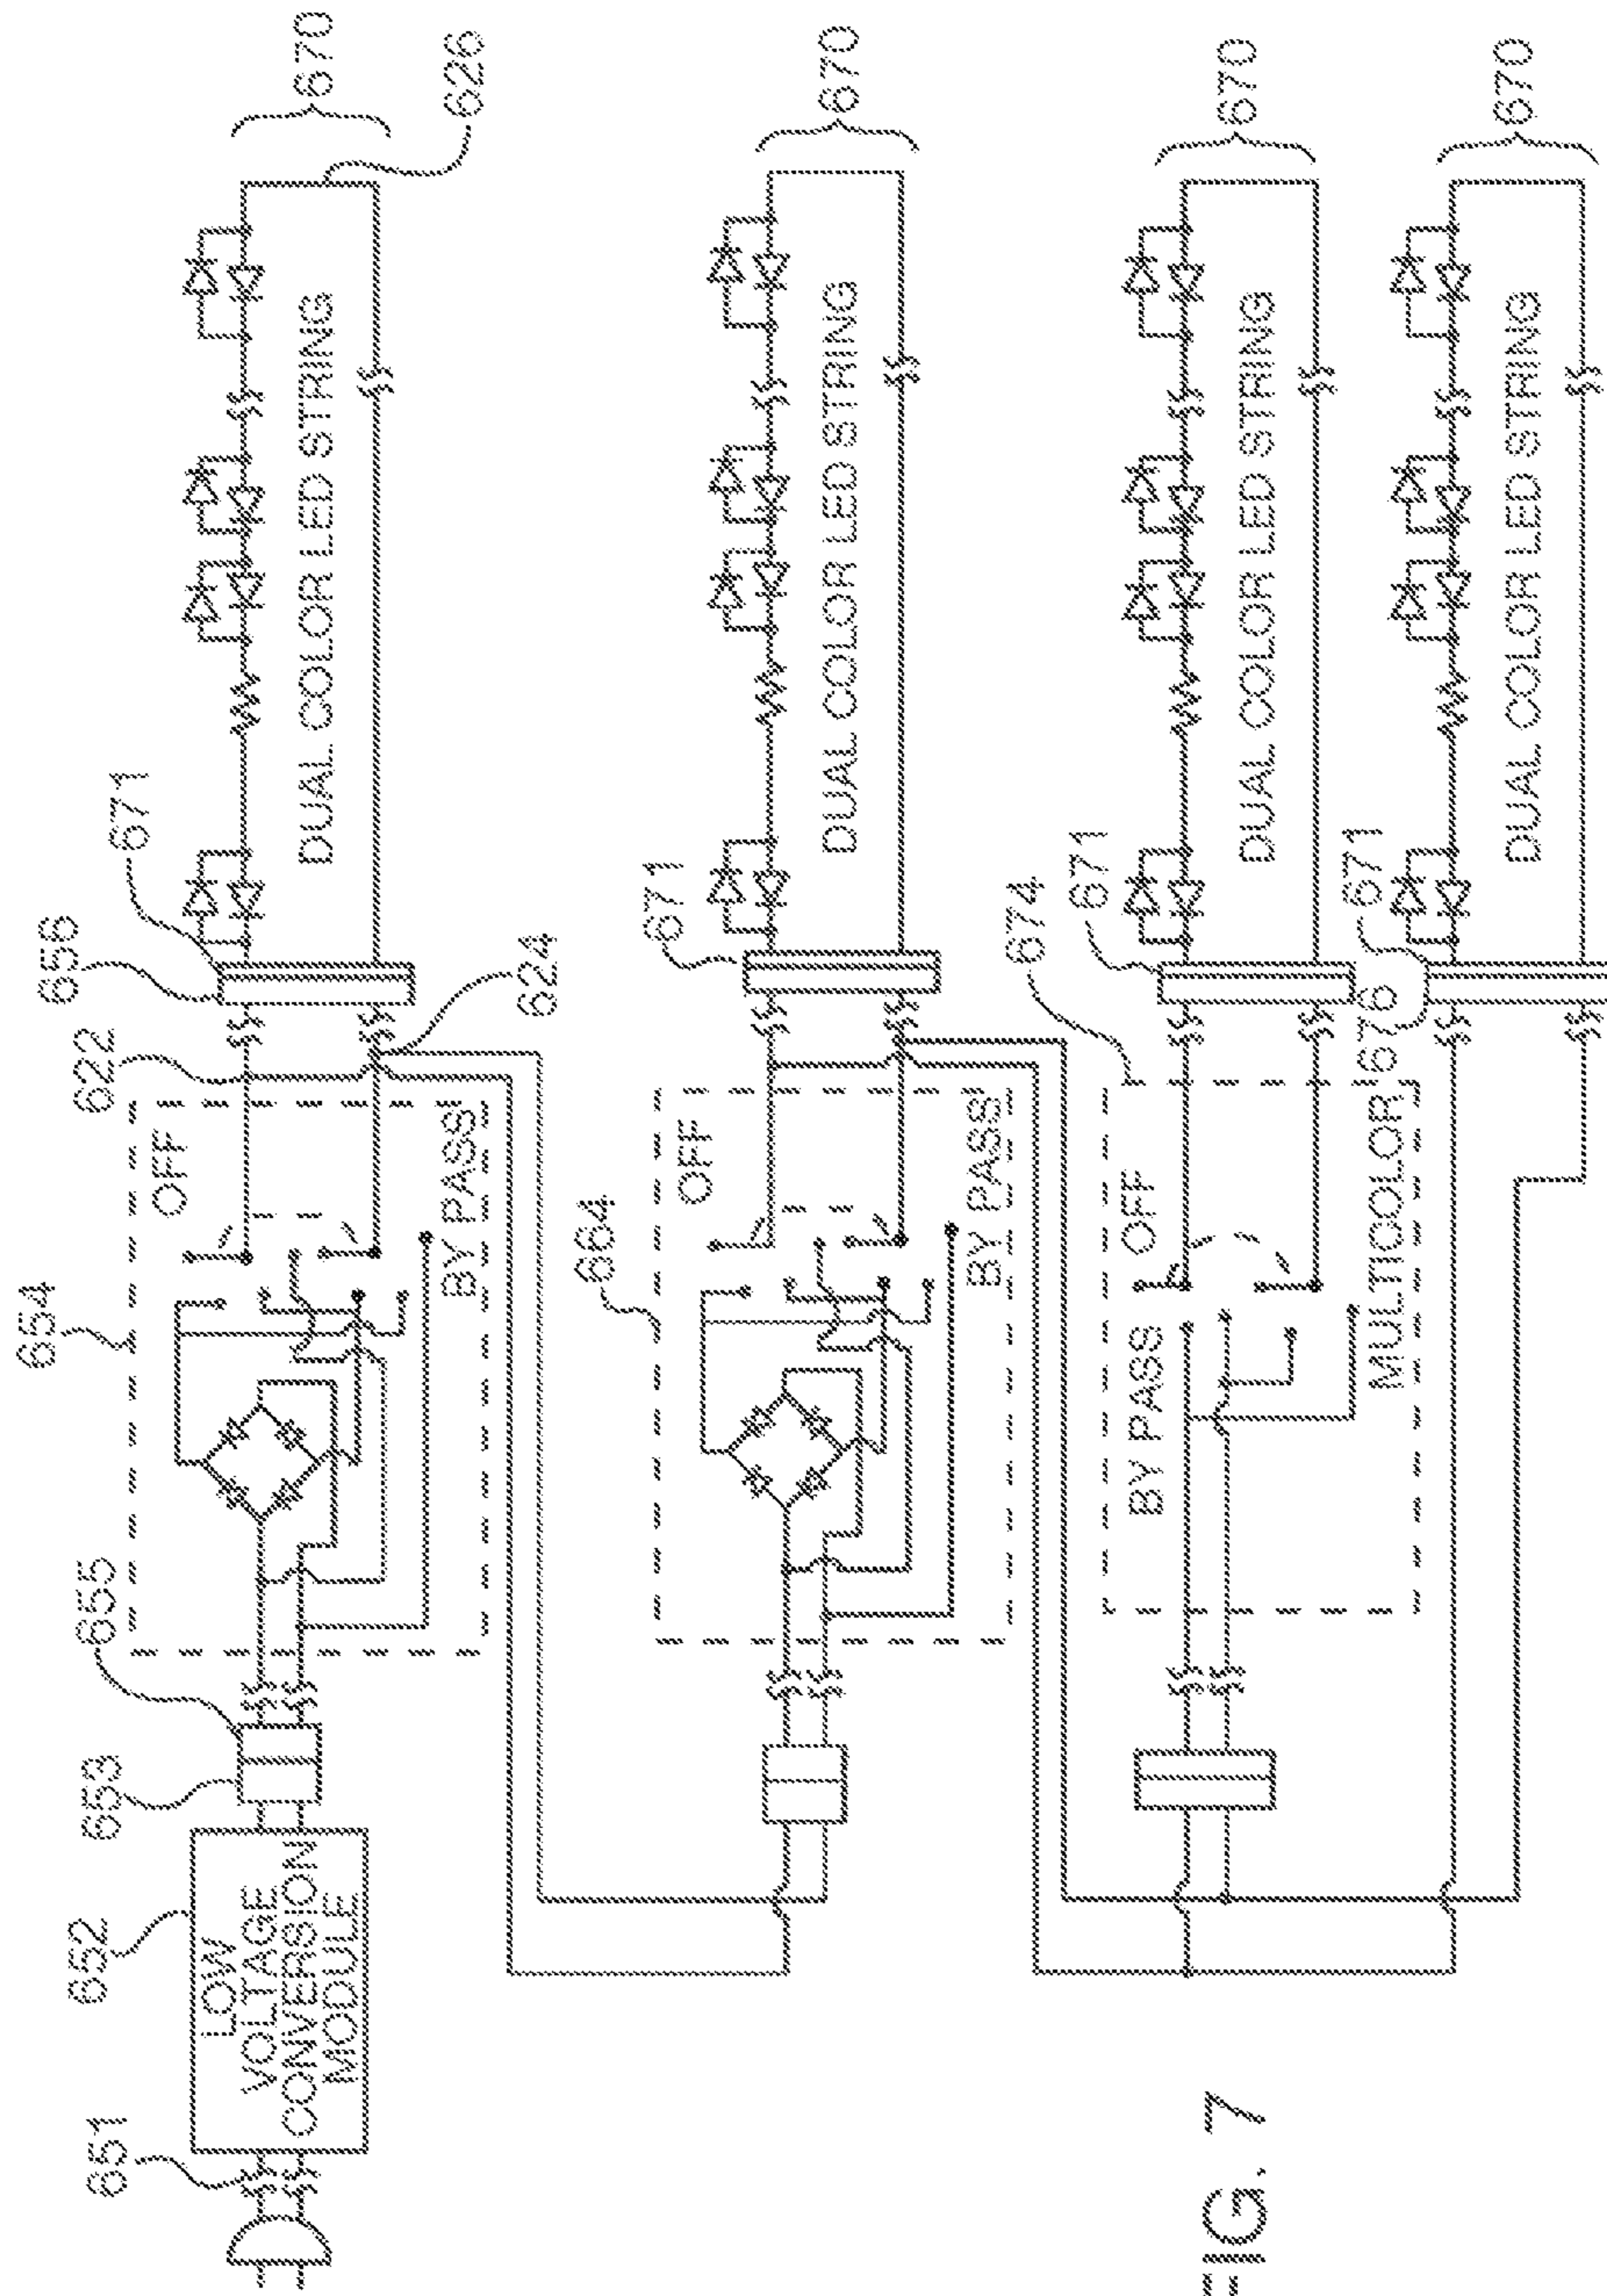 651
LOW
VOLTAGE
CONVERSION
MODULE
652
653
655
654
OFF
BY PASS
622
624
656
671
DUAL COLOR LED STRING
626
670
664
OFF
BY PASS
671
DUAL COLOR LED STRING
670
BY PASS
OFF
MULTICOLOR
674
671
DUAL COLOR LED STRING
670
676
671
DUAL COLOR LED STRING
670
FIG. 7